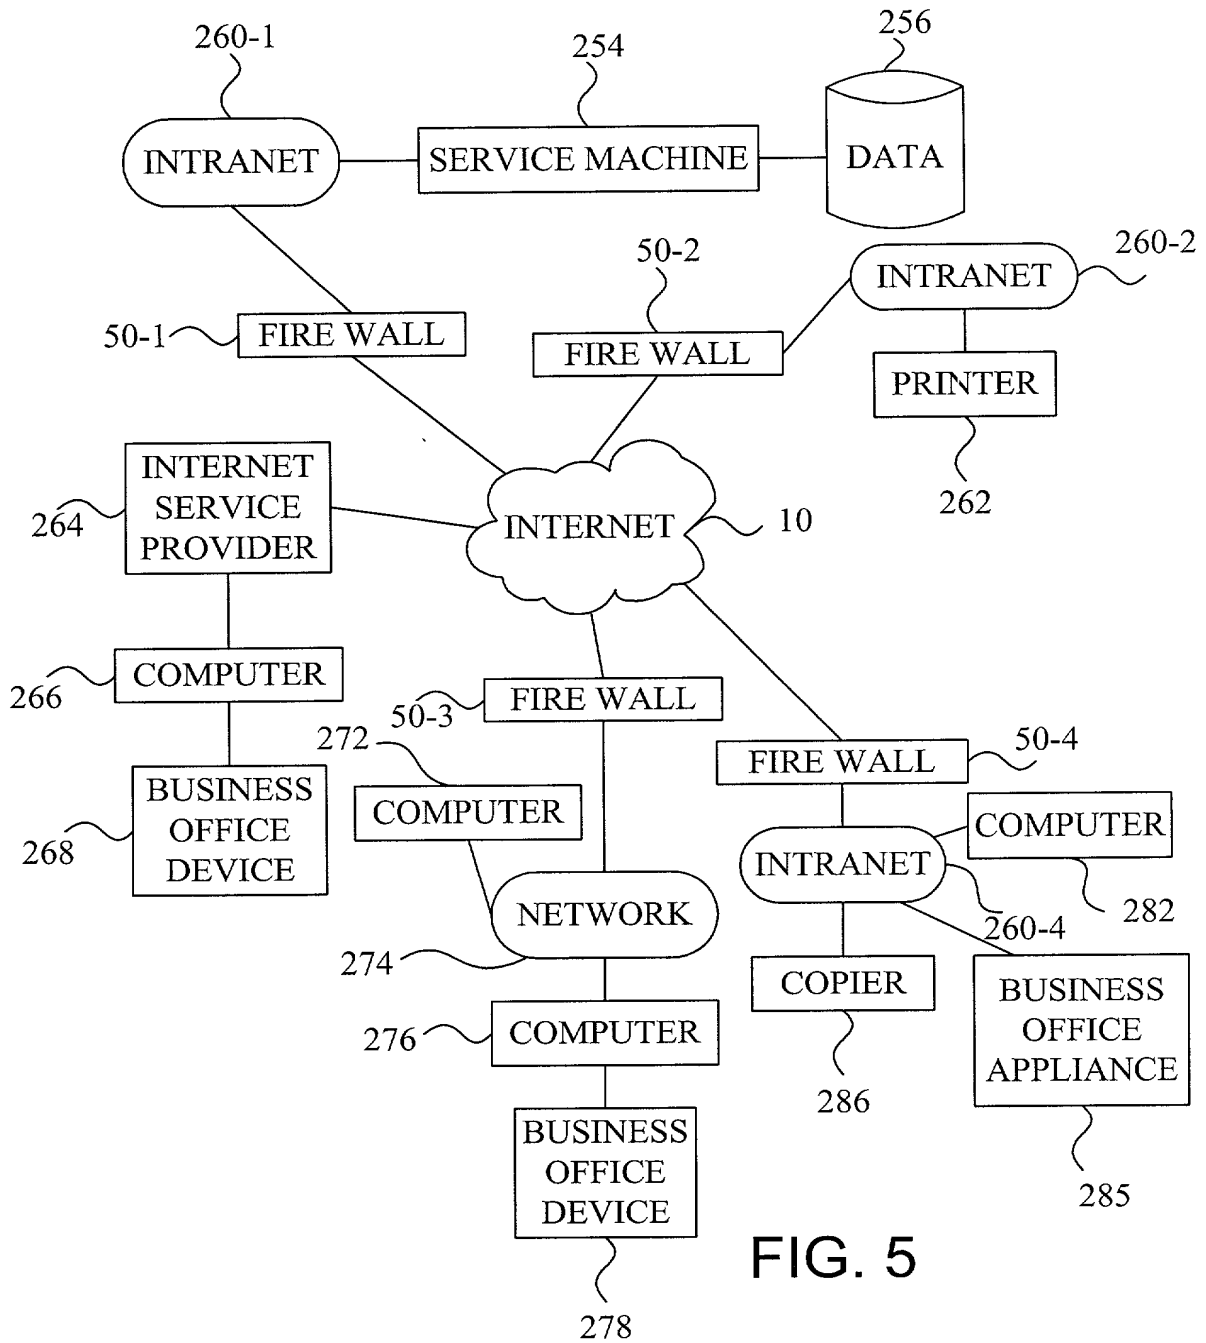 260-1
254
256
INTRANET
SERVICE MACHINE
DATA
50-2
260-2
INTRANET
50-1
FIRE WALL
FIRE WALL
PRINTER
262
INTERNET
SERVICE
PROVIDER
264
INTERNET
10
COMPUTER
266
FIRE WALL
50-3
272
50-4
FIRE WALL
BUSINESS
OFFICE
DEVICE
268
COMPUTER
COMPUTER
282
INTRANET
260-4
NETWORK
274
COPIER
286
BUSINESS
OFFICE
APPLIANCE
285
276
COMPUTER
BUSINESS
OFFICE
DEVICE
278
FIG. 5